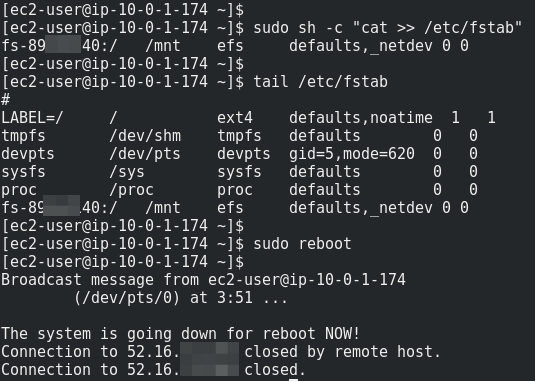 [ec2-user@ip-10-0-1-174 ~]$
[ec2-user@ip-10-0-1-174 ~]$ sudo sh -c "cat >> /etc/fstab"
fs-89 40:/ /mnt efs defaults,_netdev 0 0
[ec2-user@ip-10-0-1-174 ~]$
[ec2-user@ip-10-0-1-174 ~]$ tail /etc/fstab
#
LABEL=/ / ext4 defaults,noatime 1 1
tmpfs /dev/shm tmpfs defaults 0 0
devpts /dev/pts devpts gid=5,mode=620 0 0
sysfs /sys sysfs defaults 0 0
proc /proc proc defaults 0 0
fs-89 40:/ /mnt efs defaults,_netdev 0 0
[ec2-user@ip-10-0-1-174 ~]$
[ec2-user@ip-10-0-1-174 ~]$ sudo reboot
[ec2-user@ip-10-0-1-174 ~]$
Broadcast message from ec2-user@ip-10-0-1-174
(/dev/pts/0) at 3:51 ...
The system is going down for reboot NOW!
Connection to 52.16. closed by remote host.
Connection to 52.16. closed.